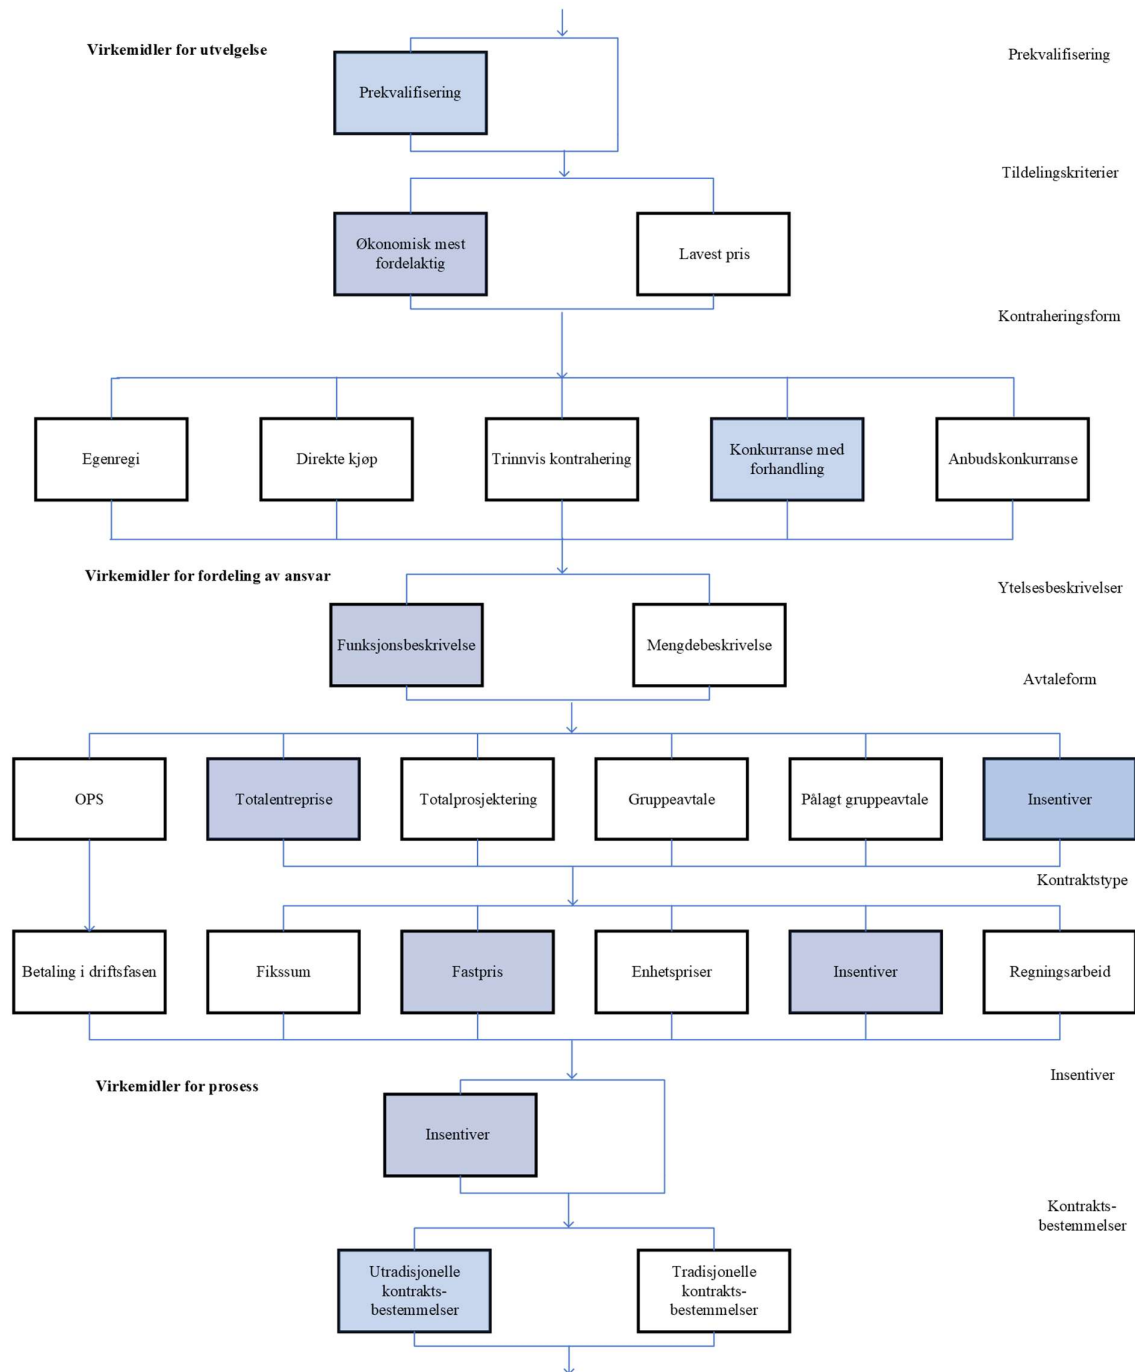 Virkemidler for utvelgelse
Prekvalifisering
Prekvalifisering
Tildelingskriterier
Økonomisk mest
fordelaktig
Lavest pris
Kontraheringsform
Egenregi
Direkte kjøp
Trinnvis kontrahering
Konkurranse med
forhandling
Anbudskonkurranse
Virkemidler for fordeling av ansvar
Ytelsesbeskrivelser
Funksjonsbeskrivelse
Mengdebeskrivelse
Avtaleform
OPS
Totalentreprise
Totalprosjektering
Gruppeavtale
Pålagt gruppeavtale
Insentiver
Kontraktstype
Betaling i driftsfasen
Fikssum
Fastpris
Enhetspriser
Insentiver
Regningsarbeid
Virkemidler for prosess
Insentiver
Insentiver
Kontrakts-
bestemmelser
Utradisjonelle
kontrakts-
bestemmelser
Tradisjonelle
kontrakts-
bestemmelser